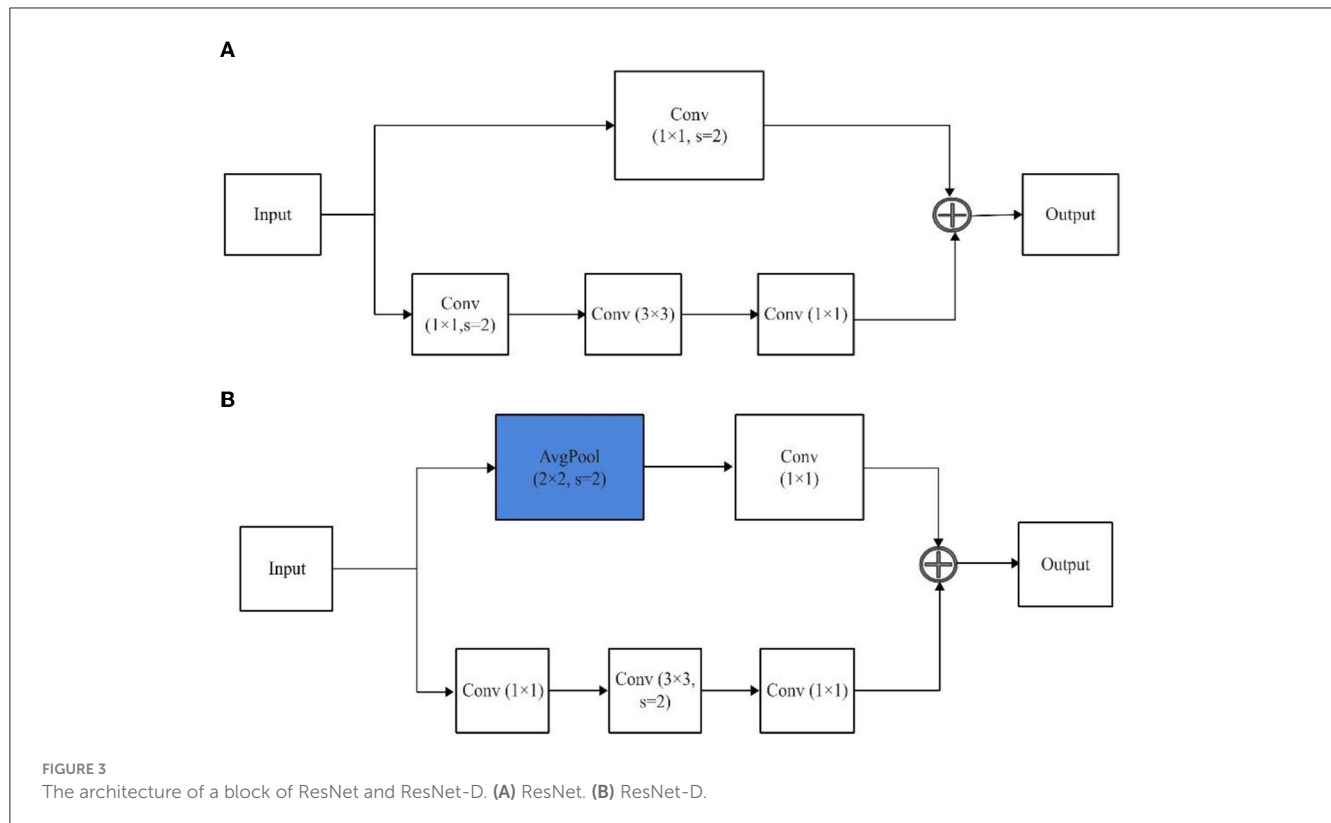 A
Conv
(1×1, s=2)
Input
Output
Conv
(1×1,s=2)
Conv (3×3)
Conv (1×1)
B
AvgPool
(2×2, s=2)
Conv
(1×1)
Input
Output
Conv (1×1)
Conv (3×3,
s=2)
Conv (1×1)
FIGURE 3
The architecture of a block of ResNet and ResNet-D. (A) ResNet. (B) ResNet-D.